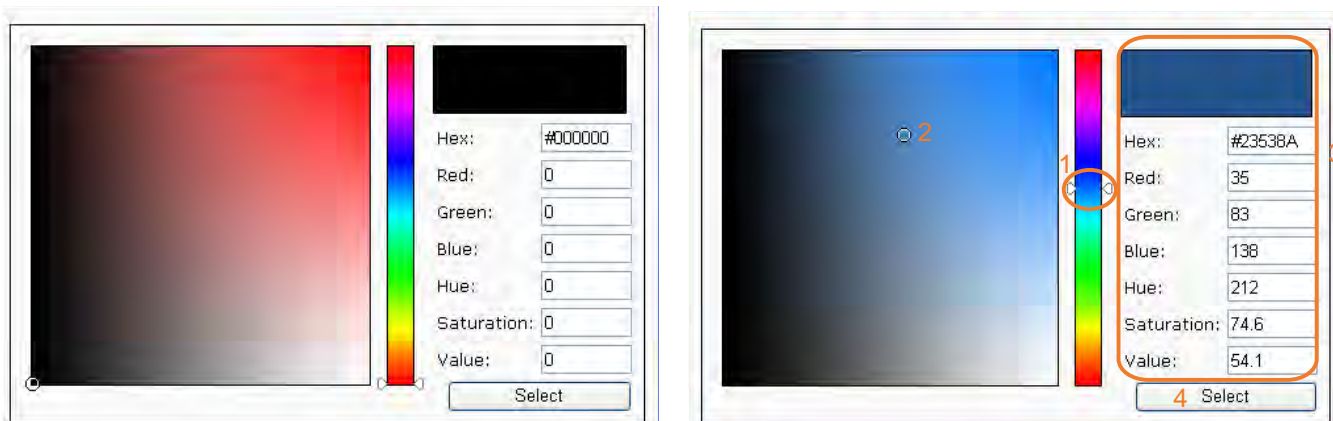 Hex: #000000
Red: 0
Green: 0
Blue: 0
Hue: 0
Saturation: 0
Value: 0
Select
2
1
Hex: #23538A
Red: 35
Green: 83
Blue: 138
Hue: 212
Saturation: 74.6
Value: 54.1
4 Select